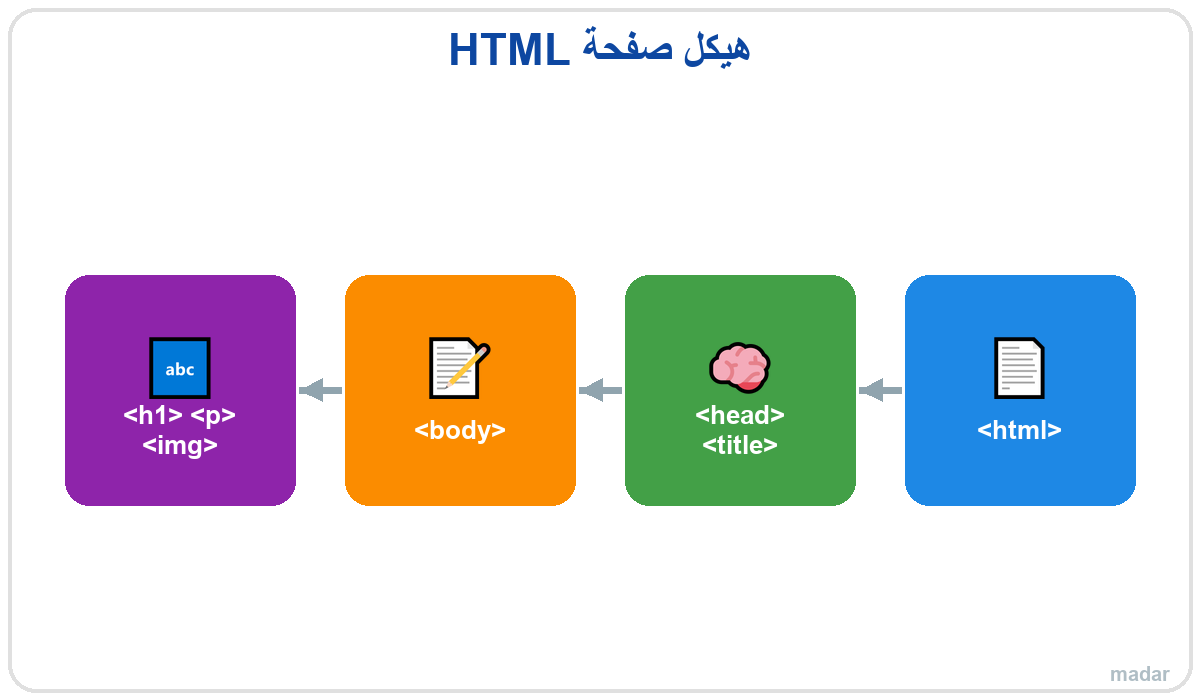 هيكل صفحة HTML
<html>
<head>
<title>
<body>
abc
<h1> <p>
<img>
madar